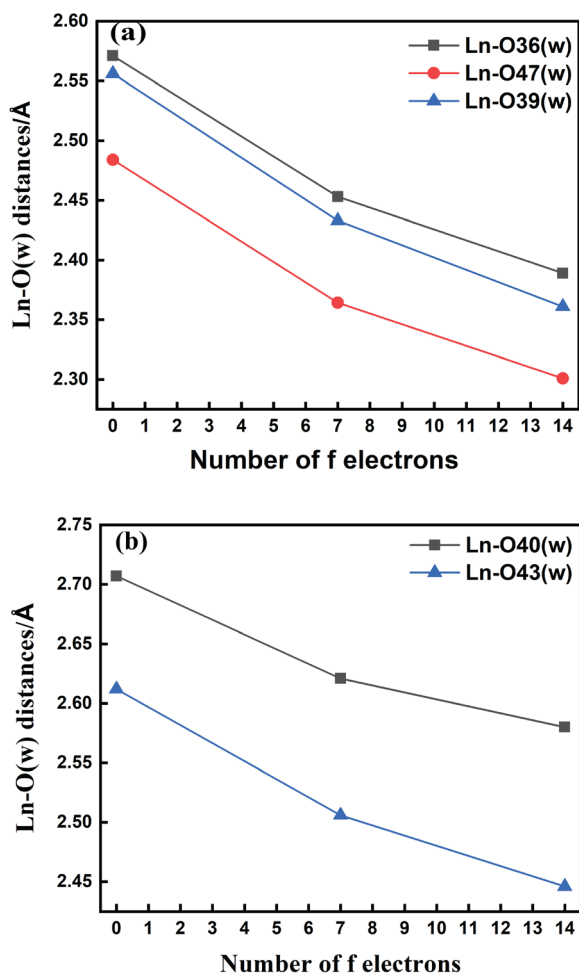 (a)
Ln-O36(w)
Ln-O47(w)
Ln-O39(w)
Ln-O(w) distances/Å
2.60
2.55
2.50
2.45
2.40
2.35
2.30
0 1 2 3 4 5 6 7 8 9 10 11 12 13 14
Number of f electrons
(b)
Ln-O40(w)
Ln-O43(w)
Ln-O(w) distances/Å
2.75
2.70
2.65
2.60
2.55
2.50
2.45
0 1 2 3 4 5 6 7 8 9 10 11 12 13 14
Number of f electrons